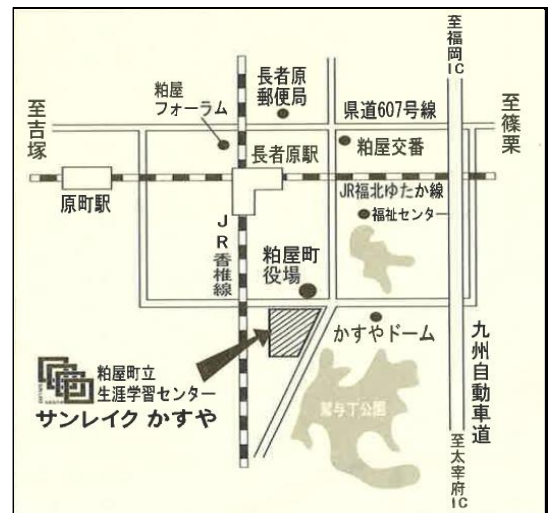 至福岡IC
長者原
郵便局
粕屋
フォーラム
県道607号線
至吉塚
至篠栗
長者原駅
粕屋交番
原町駅
JR福北ゆたか線
福祉センター
JR香椎線
粕屋町
役場
かすやドーム
九州自動車道
粕屋町立
生涯学習センター
サンレイク かすや
駕与丁公園
至太宰府IC